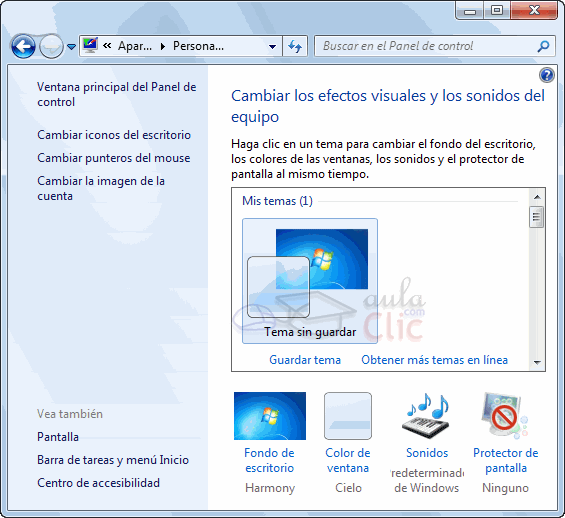 « Apar... ▸ Persona...
Buscar en el Panel de control
Ventana principal del Panel de
control
Cambiar iconos del escritorio
Cambiar punteros del mouse
Cambiar la imagen de la
cuenta
Vea también
Pantalla
Barra de tareas y menú Inicio
Centro de accesibilidad
Cambiar los efectos visuales y los sonidos del
equipo
Haga clic en un tema para cambiar el fondo del escritorio,
los colores de las ventanas, los sonidos y el protector de
pantalla al mismo tiempo.
Mis temas (1)
aula
.com
Clic
Tema sin guardar
Guardar tema
Obtener más temas en línea
Fondo de
escritorio
Harmony
Color de
ventana
Cielo
Sonidos
redeterminad
de Windows
Protector de
pantalla
Ninguno